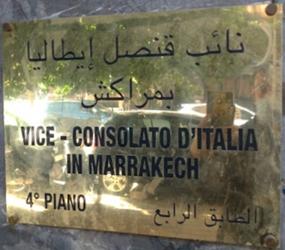 نائب قنصل إيطاليا
بمراكش
VICE - CONSOLATO D'ITALIA
IN MARRAKECH
4° PIANO الطابق الرابع